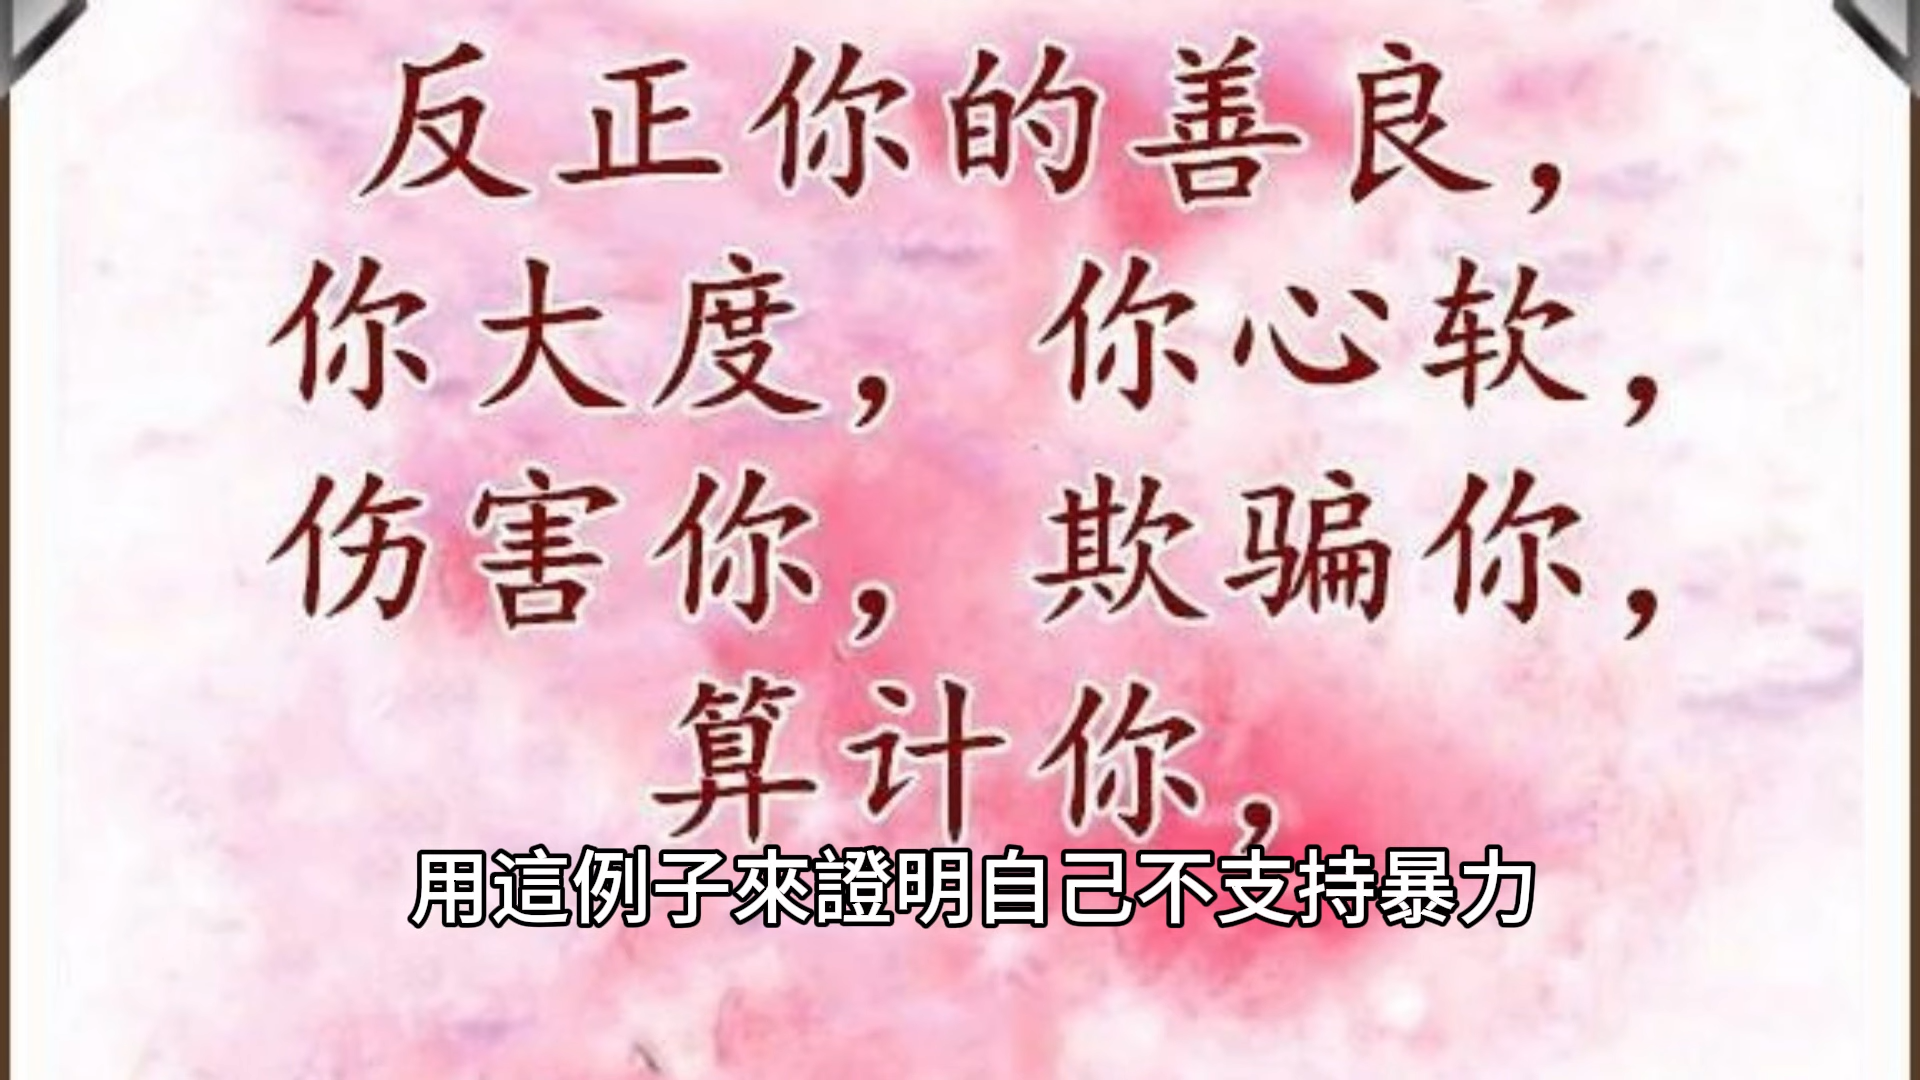 反正你的善良，
你大度，你心软，
伤害你，欺骗你，
算计你，
用這例子來證明自己不支持暴力